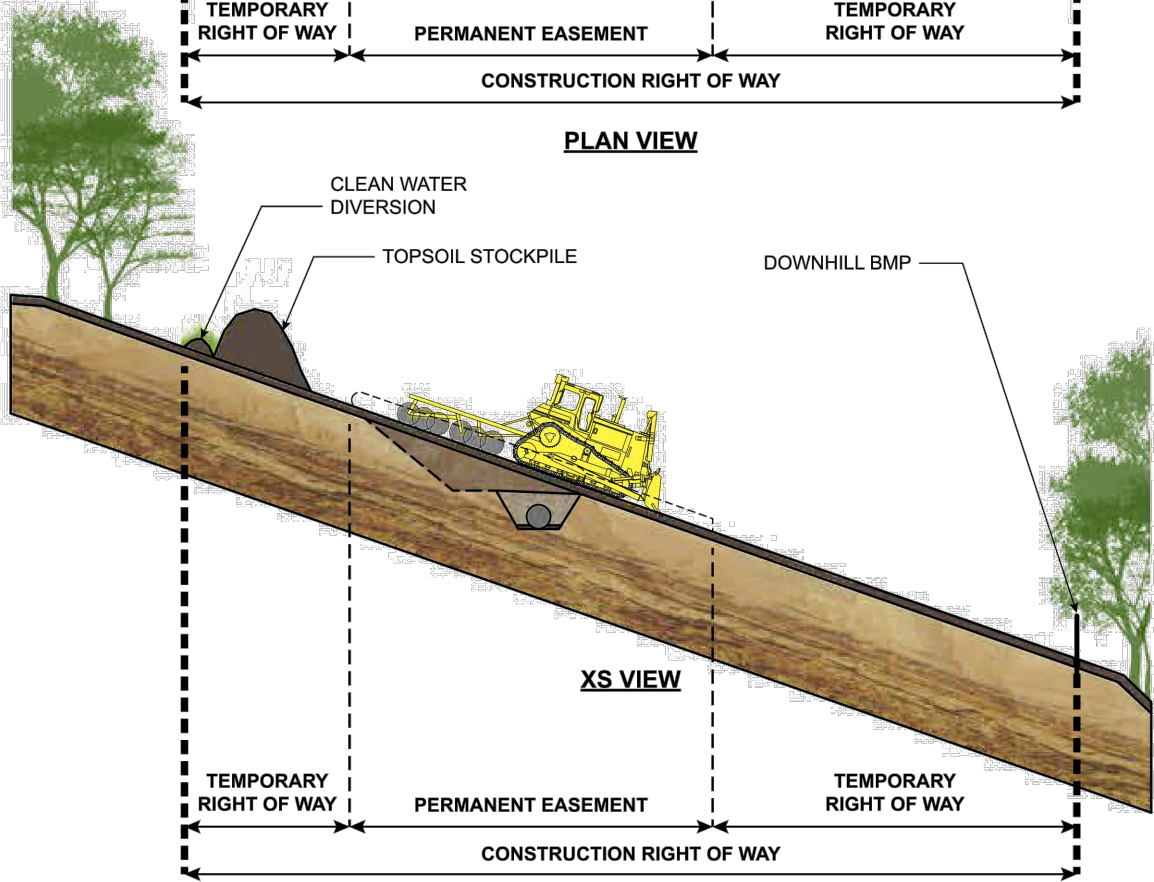 TEMPORARY
RIGHT OF WAY
PERMANENT EASEMENT
TEMPORARY
RIGHT OF WAY
CONSTRUCTION RIGHT OF WAY
PLAN VIEW
CLEAN WATER
DIVERSION
TOPSOIL STOCKPILE
DOWNHILL BMP
XS VIEW
TEMPORARY
RIGHT OF WAY
PERMANENT EASEMENT
TEMPORARY
RIGHT OF WAY
CONSTRUCTION RIGHT OF WAY